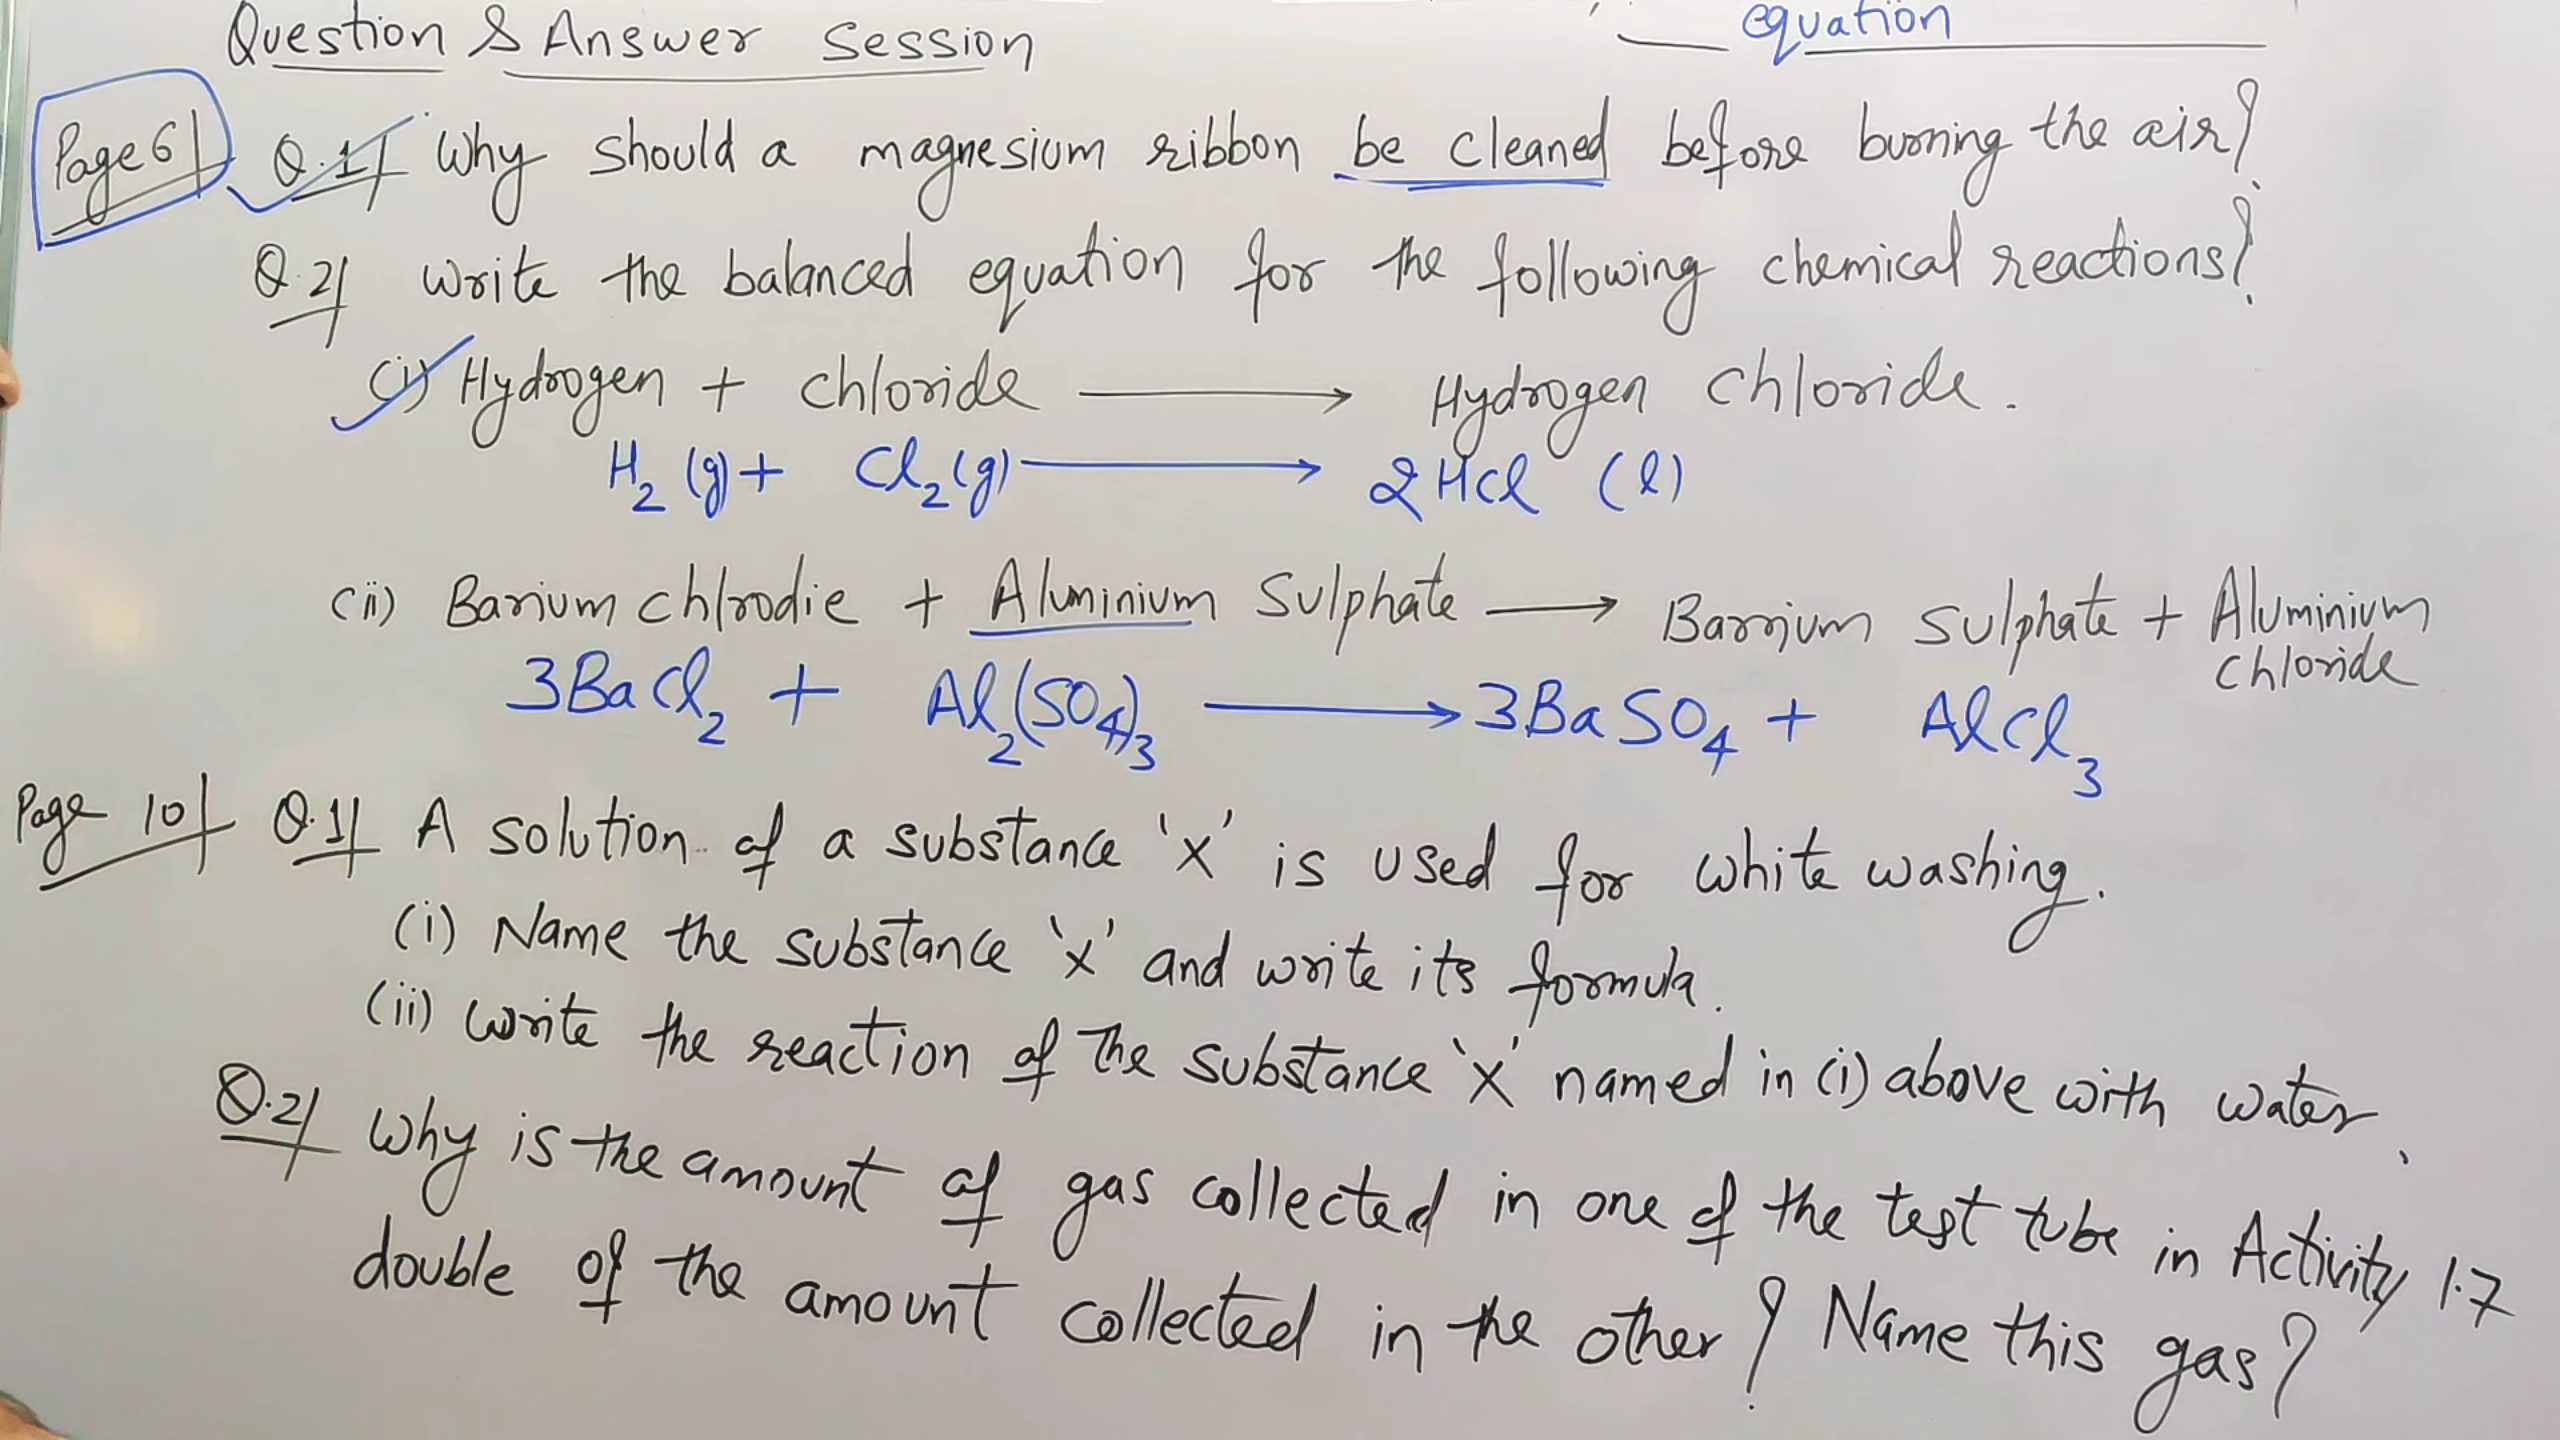 Question & Answer Session
equation
Page 6| Q.1| Why should a magnesium ribbon be cleaned before burning the air?
Q.2| Write the balanced equation for the following chemical reactions?
(i) Hydrogen + chloride ⟶ Hydrogen chloride.
H₂ (g) + Cl₂ (g) ⟶ 2HCl (l)
(ii) Barium chlrodie + Aluminium Sulphate ⟶ Barrium Sulphate + Aluminium chloride
3BaCl₂ + Al₂(SO₄)₃ ⟶ 3BaSO₄ + AlCl₃
Page 10| Q.1| A solution of a substance 'x' is used for white washing.
(i) Name the substance 'x' and write its formula.
(ii) Write the reaction of the substance 'x' named in (i) above with water.
Q.2| Why is the amount of gas collected in one of the test tube in Activity 1.7
double of the amount collected in the other? Name this gas?